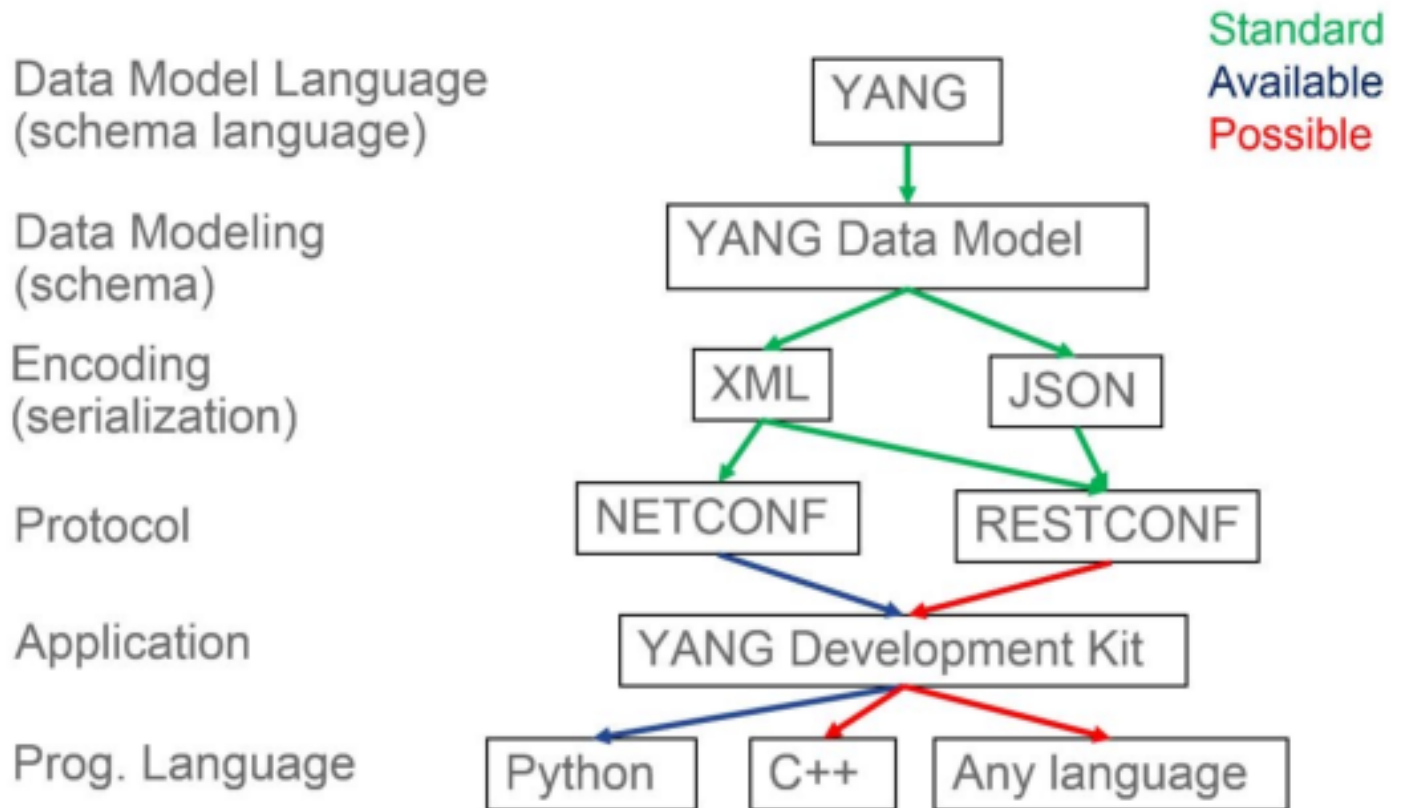 Standard
Available
Possible
Data Model Language
(schema language)
YANG
Data Modeling
(schema)
YANG Data Model
Encoding
(serialization)
XML
JSON
Protocol
NETCONF
RESTCONF
Application
YANG Development Kit
Prog. Language
Python
C++
Any language